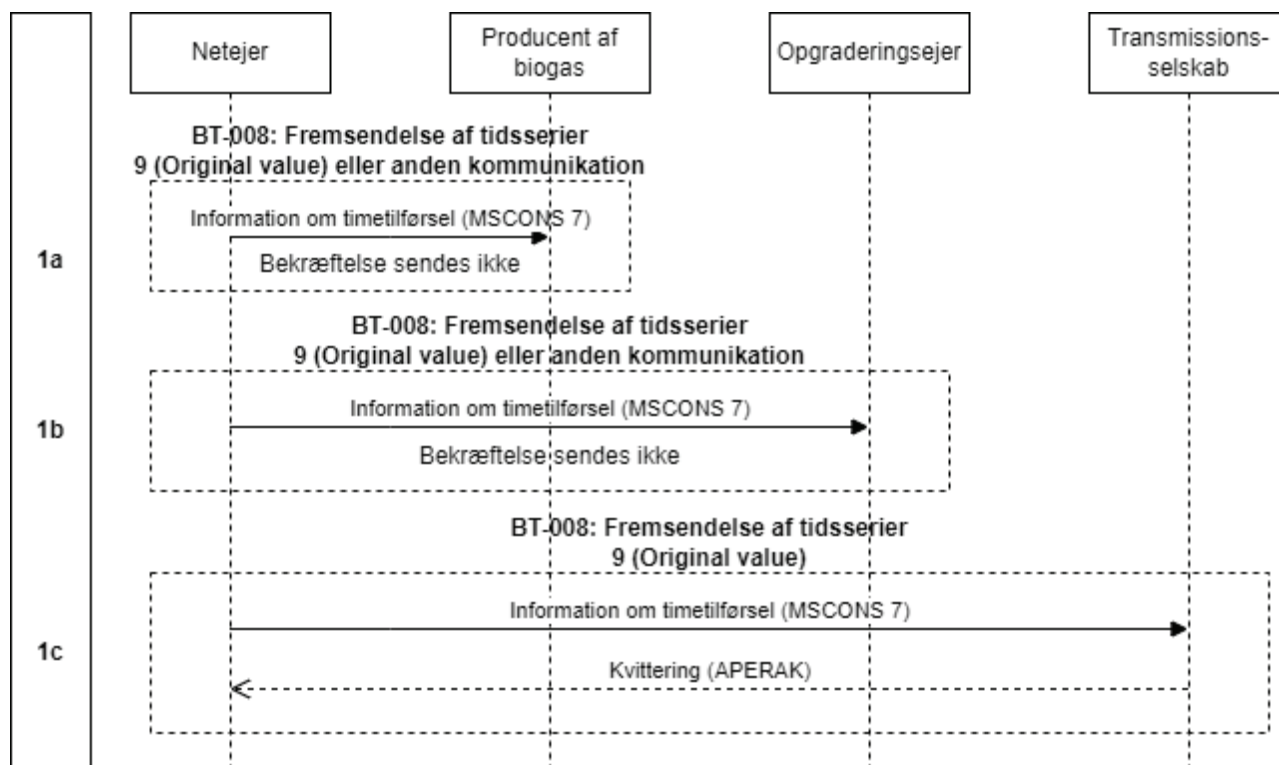 Netejer
Producent af
biogas
Opgraderingsejer
Transmissions-
selskab
BT-008: Fremsendelse af tidsserier
9 (Original value) eller anden kommunikation
1a
Information om timetilførsel (MSCONS 7)
Bekræftelse sendes ikke
BT-008: Fremsendelse af tidsserier
9 (Original value) eller anden kommunikation
1b
Information om timetilførsel (MSCONS 7)
Bekræftelse sendes ikke
BT-008: Fremsendelse af tidsserier
9 (Original value)
1c
Information om timetilførsel (MSCONS 7)
Kvittering (APERAK)